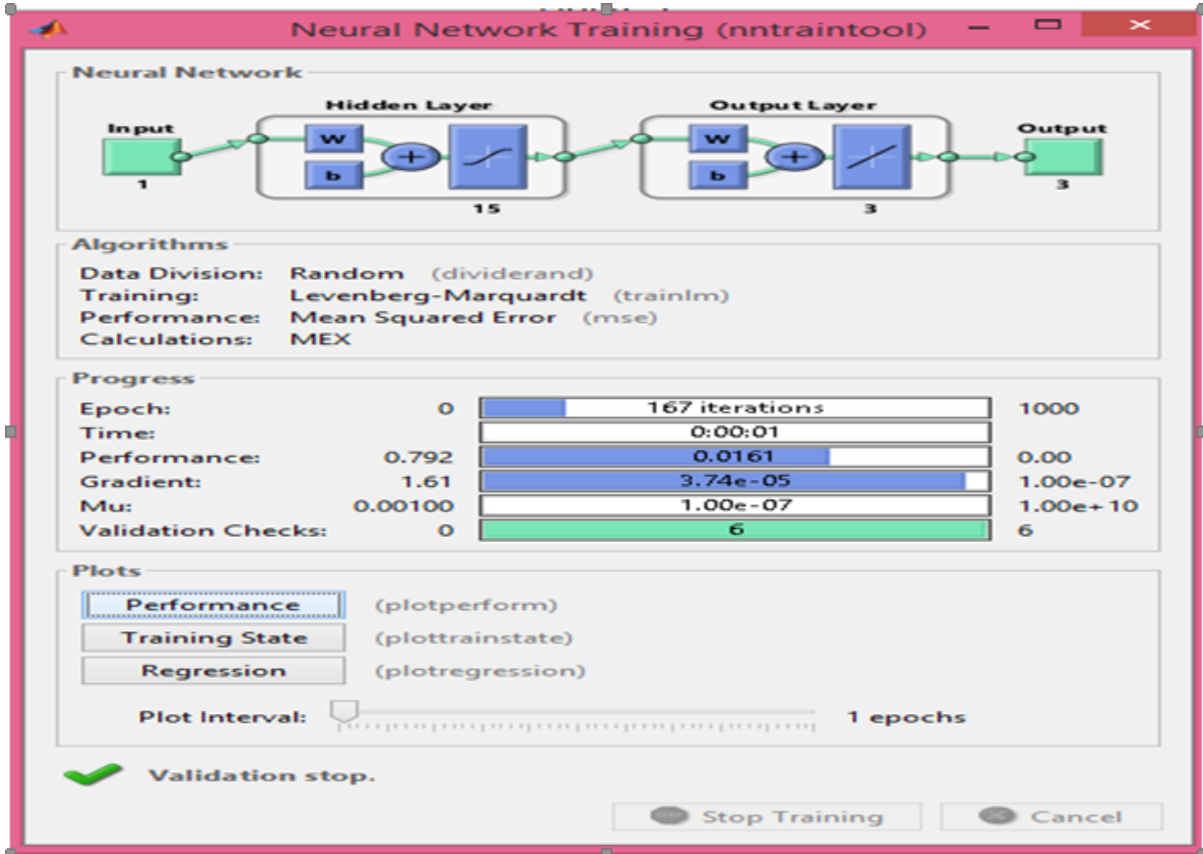 Neural Network Training (nntraintool)
Neural Network
Hidden Layer
Output Layer
Input
Output
w
b
w
b
1
15
3
3
Algorithms
Data Division: Random (dividerand)
Training: Levenberg-Marquardt (trainlm)
Performance: Mean Squared Error (mse)
Calculations: MEX
Progress
Epoch: 0 167 iterations 1000
Time: 0:00:01
Performance: 0.792 0.0161 0.00
Gradient: 1.61 3.74e-05 1.00e-07
Mu: 0.00100 1.00e-07 1.00e+10
Validation Checks: 0 6 6
Plots
Performance (plotperform)
Training State (plottrainstate)
Regression (plotregression)
Plot Interval: 1 epochs
Validation stop.
Stop Training
Cancel